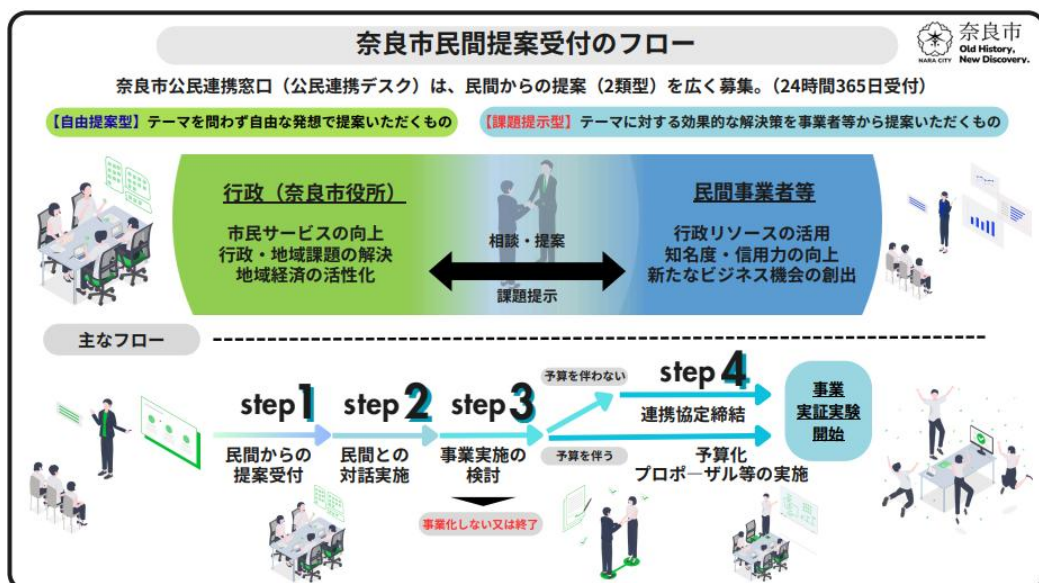 奈良市民間提案受付のフロー
奈良市
NARA CITY
Old History,
New Discovery.
奈良市公民連携窓口（公民連携デスク）は、民間からの提案（2類型）を広く募集。（24時間365日受付）
【自由提案型】テーマを問わず自由な発想で提案いただくもの
【課題提示型】テーマに対する効果的な解決策を事業者等から提案いただくもの
行政（奈良市役所）
市民サービスの向上
行政・地域課題の解決
地域経済の活性化
相談・提案
課題提示
民間事業者等
行政リソースの活用
知名度・信用力の向上
新たなビジネス機会の創出
主なフロー
step1
民間からの
提案受付
step2
民間との
対話実施
step3
事業実施の
検討
事業化しない又は終了
予算を伴わない
予算を伴う
step4
連携協定締結
予算化
プロポーザル等の実施
事業
実証実験
開始